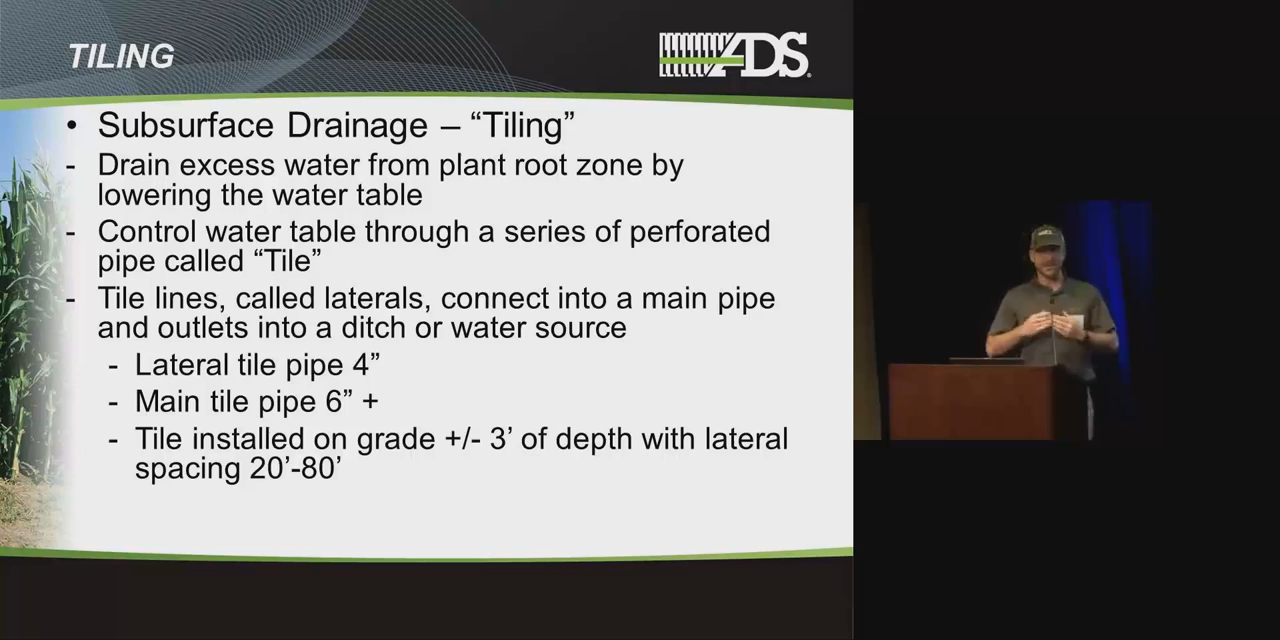 TILING
ADS
• Subsurface Drainage – “Tiling”
- Drain excess water from plant root zone by
lowering the water table
- Control water table through a series of perforated
pipe called “Tile”
- Tile lines, called laterals, connect into a main pipe
and outlets into a ditch or water source
- Lateral tile pipe 4”
- Main tile pipe 6” +
- Tile installed on grade +/- 3’ of depth with lateral
spacing 20’-80’